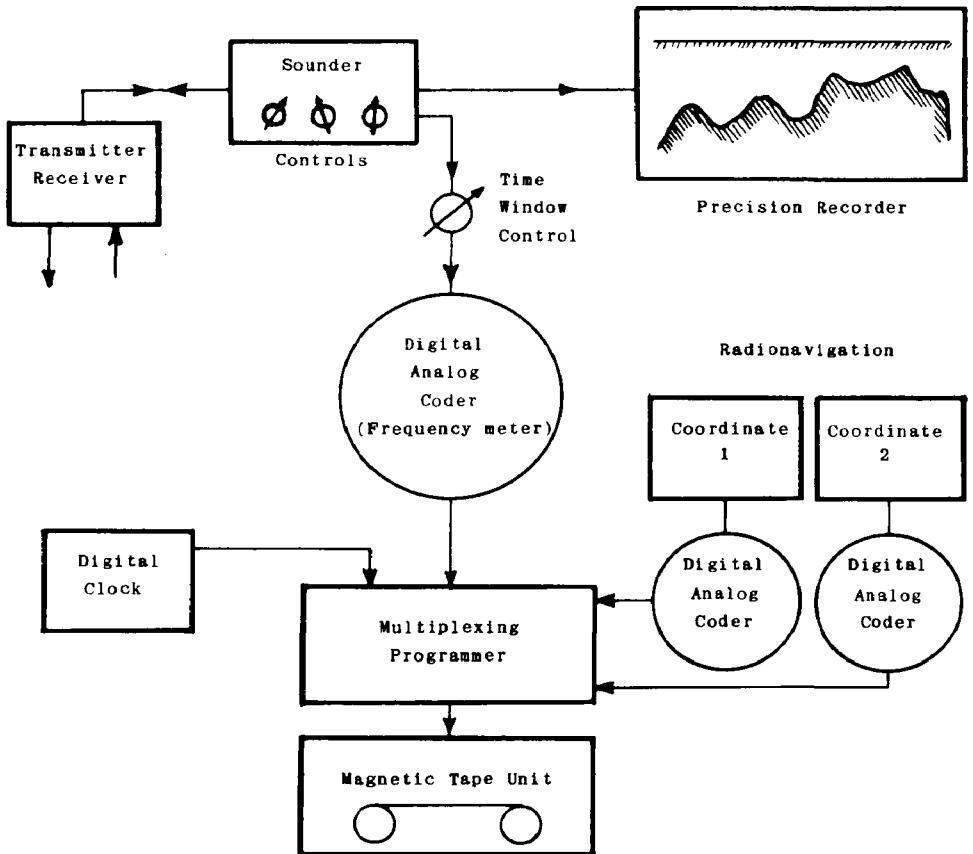 Sounder
Controls
Transmitter
Receiver
Precision Recorder
Time
Window
Control
Digital
Analog
Coder
(Frequency meter)
Radionavigation
Coordinate
1
Coordinate
2
Digital
Clock
Digital
Analog
Coder
Digital
Analog
Coder
Multiplexing
Programmer
Magnetic Tape Unit